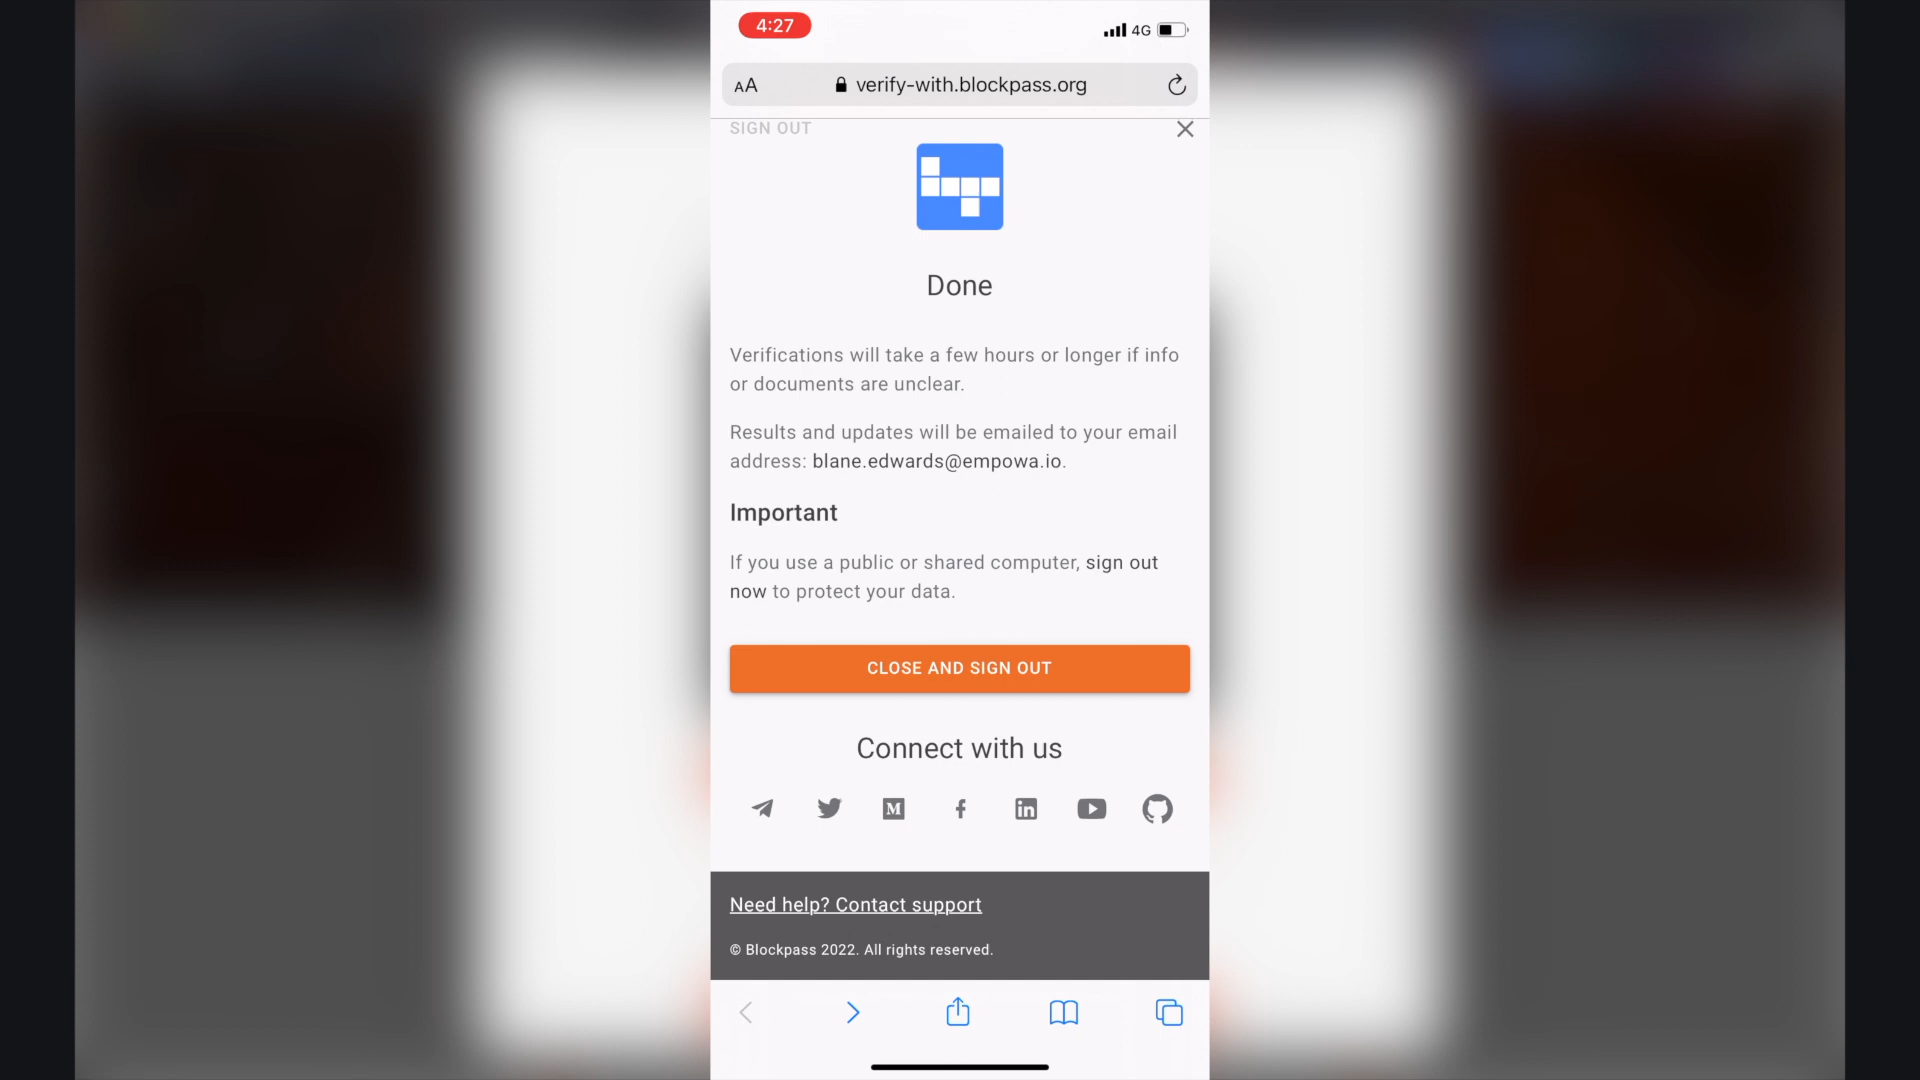 4:27
4G
AA verify-with.blockpass.org
SIGN OUT
Done
Verifications will take a few hours or longer if info
or documents are unclear.
Results and updates will be emailed to your email
address: blane.edwards@empowa.io.
Important
If you use a public or shared computer, sign out
now to protect your data.
CLOSE AND SIGN OUT
Connect with us
M f in
Need help? Contact support
© Blockpass 2022. All rights reserved.